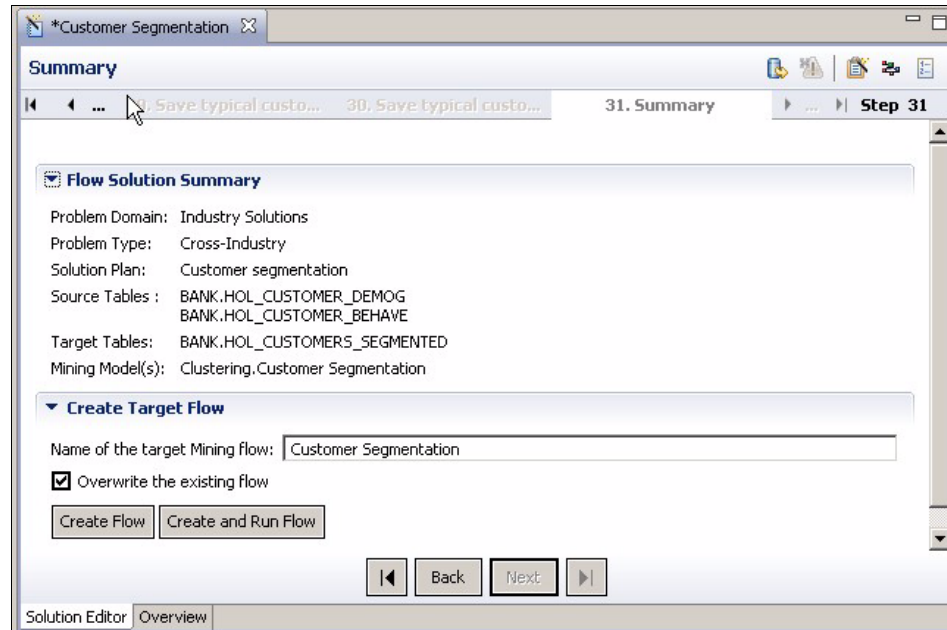 *Customer Segmentation
Summary
... . Save typical custo... 30. Save typical custo... 31. Summary ... Step 31
Flow Solution Summary
Problem Domain: Industry Solutions
Problem Type: Cross-Industry
Solution Plan: Customer segmentation
Source Tables : BANK.HOL_CUSTOMER_DEMOG
BANK.HOL_CUSTOMER_BEHAVE
Target Tables: BANK.HOL_CUSTOMERS_SEGMENTED
Mining Model(s): Clustering.Customer Segmentation
Create Target Flow
Name of the target Mining flow: Customer Segmentation
Overwrite the existing flow
Create Flow Create and Run Flow
Back Next
Solution Editor Overview